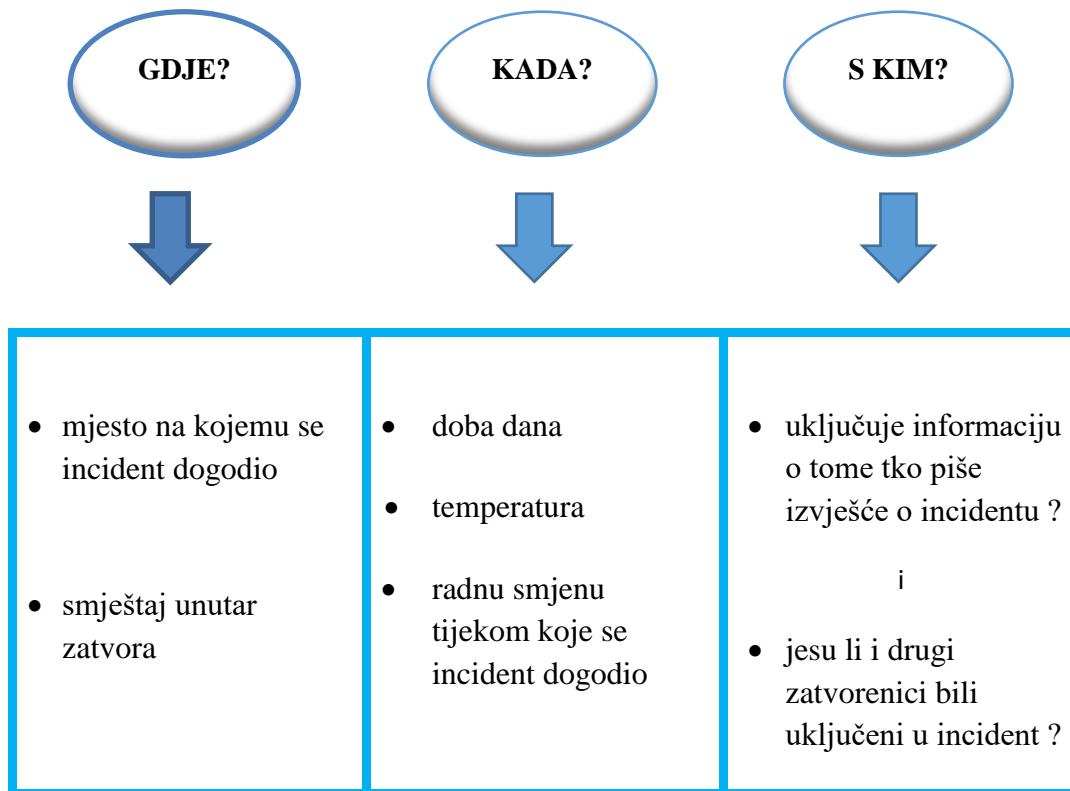 GDJE?
KADA?
S KIM?
• mjesto na kojemu se
incident dogodio
• smještaj unutar
zatvora
• doba dana
• temperatura
• radnu smjenu
tijekom koje se
incident dogodio
• uključuje informaciju
o tome tko piše
izvješće o incidentu ?
i
• jesu li i drugi
zatvorenici bili
uključeni u incident ?